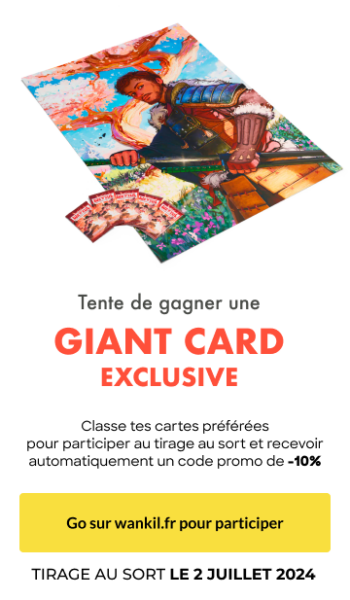 Tente de gagner une
GIANT CARD
EXCLUSIVE
Classe tes cartes préférées
pour participer au tirage au sort et recevoir
automatiquement un code promo de -10%
Go sur wankil.fr pour participer
TIRAGE AU SORT LE 2 JUILLET 2024